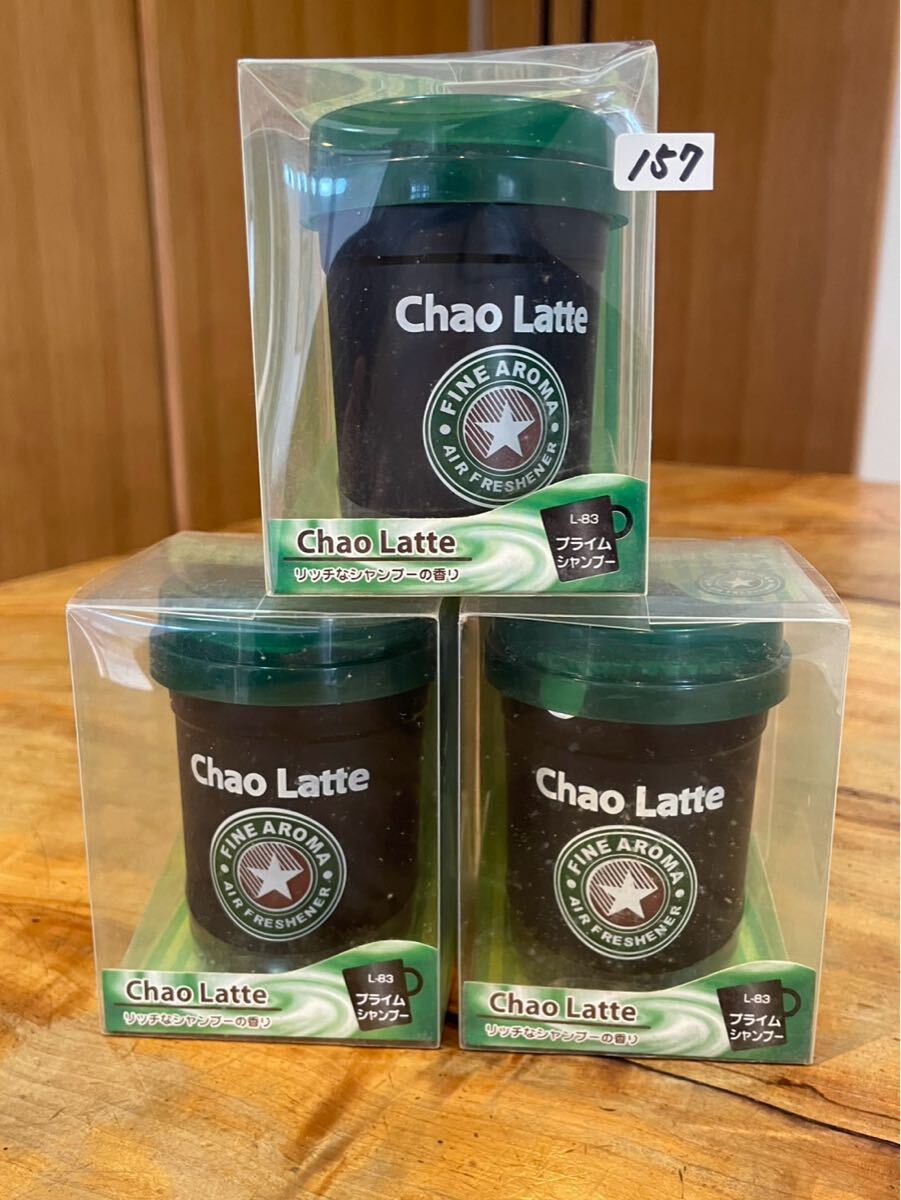 157
Chao Latte
• FINE AROMA •
AIR FRESHENER
Chao Latte
リッチなシャンプーの香り
L-83
プライム
シャンプー
Chao Latte
• FINE AROMA •
AIR FRESHENER
Chao Latte
リッチなシャンプーの香り
L-83
プライム
シャンプー
Chao Latte
• FINE AROMA •
AIR FRESHENER
Chao Latte
リッチなシャンプーの香り
L-83
プライム
シャンプー